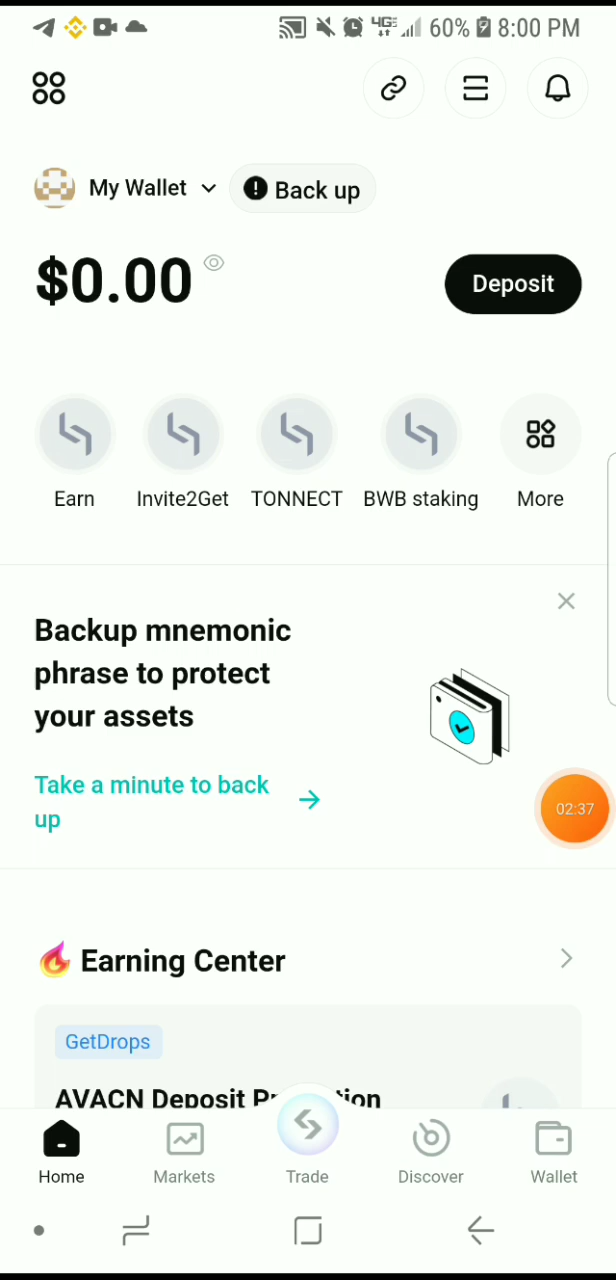 4GE 60% 8:00 PM
My Wallet
Back up
$0.00
Deposit
Earn Invite2Get TONNECT BWB staking More
Backup mnemonic
phrase to protect
your assets
Take a minute to back
up
02:37
Earning Center
GetDrops
AVACN Deposit
Home Markets Trade Discover Wallet